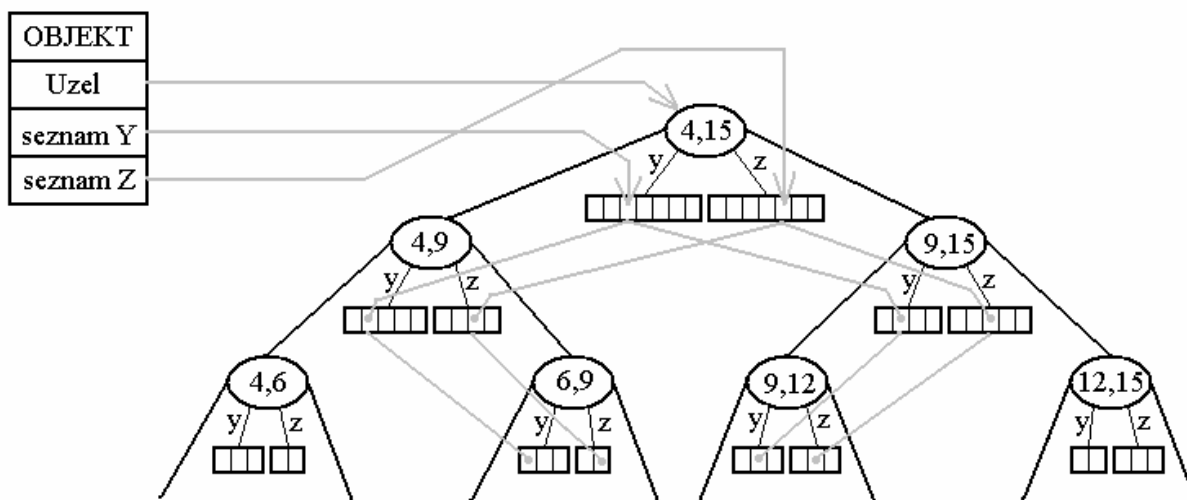 OBJEKT
Uzel
seznam Y
seznam Z
4,15
y z
4,9
y z
9,15
y z
4,6
y z
6,9
y z
9,12
y z
12,15
y z